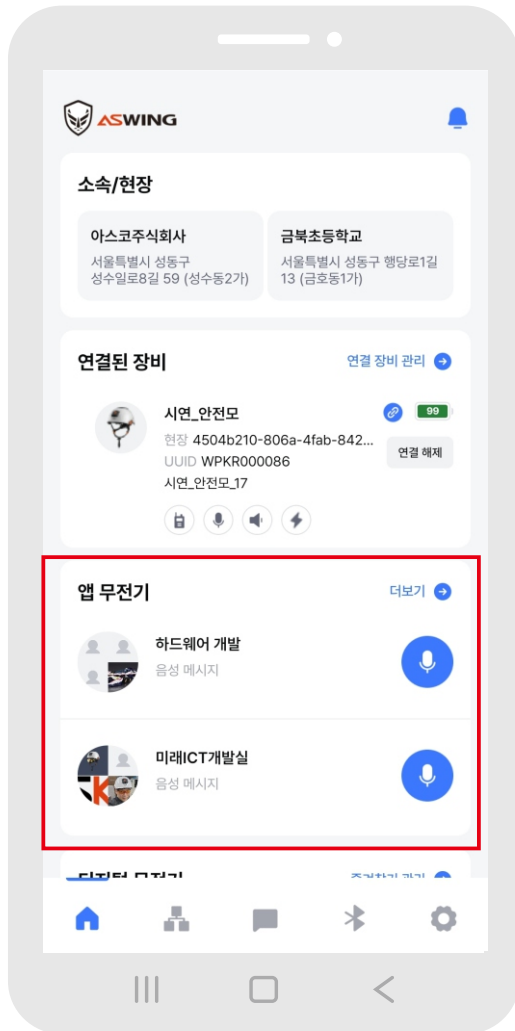 ASWING
소속/현장
아스코주식회사
서울특별시 성동구
성수일로8길 59 (성수동2가)
금북초등학교
서울특별시 성동구 행당로1길
13 (금호동1가)
연결된 장비
연결 장비 관리
시연_안전모
99
현장 4504b210-806a-4fab-842...
연결 해제
UUID WPKR000086
시연_안전모_17
앱 무전기
더보기
하드웨어 개발
음성 메시지
미래ICT개발실
음성 메시지